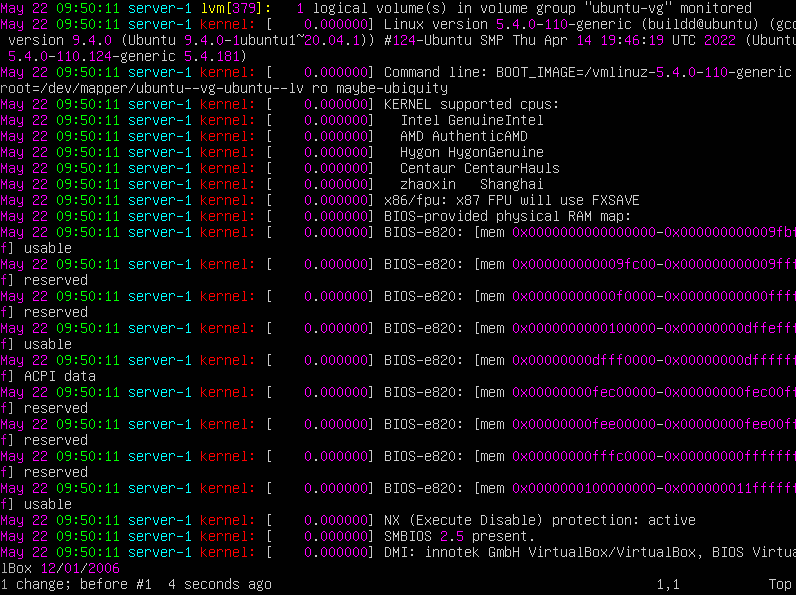 May 22 09:50:11 server-1 lvm[379]:   1 logical volume(s) in volume group "ubuntu-vg" monitored
May 22 09:50:11 server-1 kernel: [    0.000000] Linux version 5.4.0-110-generic (buildd@ubuntu) (gcc
 version 9.4.0 (Ubuntu 9.4.0-1ubuntu1~20.04.1)) #124-Ubuntu SMP Thu Apr 14 19:46:19 UTC 2022 (Ubuntu
 5.4.0-110.124-generic 5.4.181)
May 22 09:50:11 server-1 kernel: [    0.000000] Command line: BOOT_IMAGE=/vmlinuz-5.4.0-110-generic
root=/dev/mapper/ubuntu--vg-ubuntu--lv ro maybe-ubiquity
May 22 09:50:11 server-1 kernel: [    0.000000] KERNEL supported cpus:
May 22 09:50:11 server-1 kernel: [    0.000000]   Intel GenuineIntel
May 22 09:50:11 server-1 kernel: [    0.000000]   AMD AuthenticAMD
May 22 09:50:11 server-1 kernel: [    0.000000]   Hygon HygonGenuine
May 22 09:50:11 server-1 kernel: [    0.000000]   Centaur CentaurHauls
May 22 09:50:11 server-1 kernel: [    0.000000]   zhaoxin   Shanghai
May 22 09:50:11 server-1 kernel: [    0.000000] x86/fpu: x87 FPU will use FXSAVE
May 22 09:50:11 server-1 kernel: [    0.000000] BIOS-provided physical RAM map:
May 22 09:50:11 server-1 kernel: [    0.000000] BIOS-e820: [mem 0x0000000000000000-0x000000000009fbf
f] usable
May 22 09:50:11 server-1 kernel: [    0.000000] BIOS-e820: [mem 0x000000000009fc00-0x000000000009fff
f] reserved
May 22 09:50:11 server-1 kernel: [    0.000000] BIOS-e820: [mem 0x00000000000f0000-0x00000000000ffff
f] reserved
May 22 09:50:11 server-1 kernel: [    0.000000] BIOS-e820: [mem 0x0000000000100000-0x00000000dffefff
f] usable
May 22 09:50:11 server-1 kernel: [    0.000000] BIOS-e820: [mem 0x00000000dfff0000-0x00000000dffffff
f] ACPI data
May 22 09:50:11 server-1 kernel: [    0.000000] BIOS-e820: [mem 0x00000000fec00000-0x00000000fec00ff
f] reserved
May 22 09:50:11 server-1 kernel: [    0.000000] BIOS-e820: [mem 0x00000000fee00000-0x00000000fee00ff
f] reserved
May 22 09:50:11 server-1 kernel: [    0.000000] BIOS-e820: [mem 0x00000000fffc0000-0x00000000fffffff
f] reserved
May 22 09:50:11 server-1 kernel: [    0.000000] BIOS-e820: [mem 0x0000000100000000-0x000000011ffffff
f] usable
May 22 09:50:11 server-1 kernel: [    0.000000] NX (Execute Disable) protection: active
May 22 09:50:11 server-1 kernel: [    0.000000] SMBIOS 2.5 present.
May 22 09:50:11 server-1 kernel: [    0.000000] DMI: innotek GmbH VirtualBox/VirtualBox, BIOS Virtua
lBox 12/01/2006
1 change; before #1  4 seconds ago                                                1,1           Top